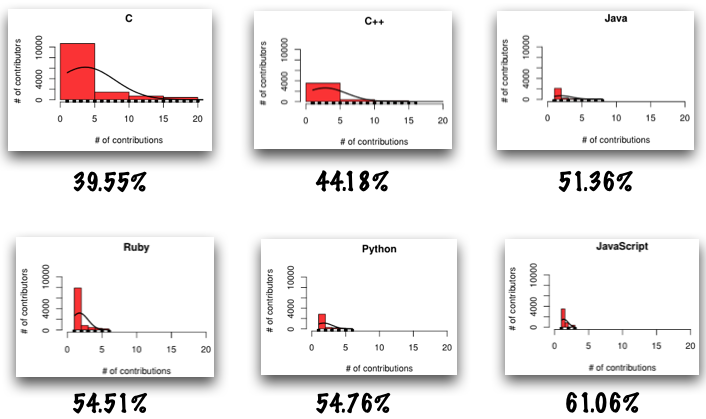 C
# of contributors
0 4000 10000
0 5 10 15 20
# of contributions
39.55%
C++
# of contributors
0 4000 10000
0 5 10 15 20
# of contributions
44.18%
Java
# of contributors
0 4000 10000
0 5 10 15 20
# of contributions
51.36%
Ruby
# of contributors
0 4000 10000
0 5 10 15 20
# of contributions
54.51%
Python
# of contributors
0 4000 10000
0 5 10 15 20
# of contributions
54.76%
JavaScript
# of contributors
0 4000 10000
0 5 10 15 20
# of contributions
61.06%